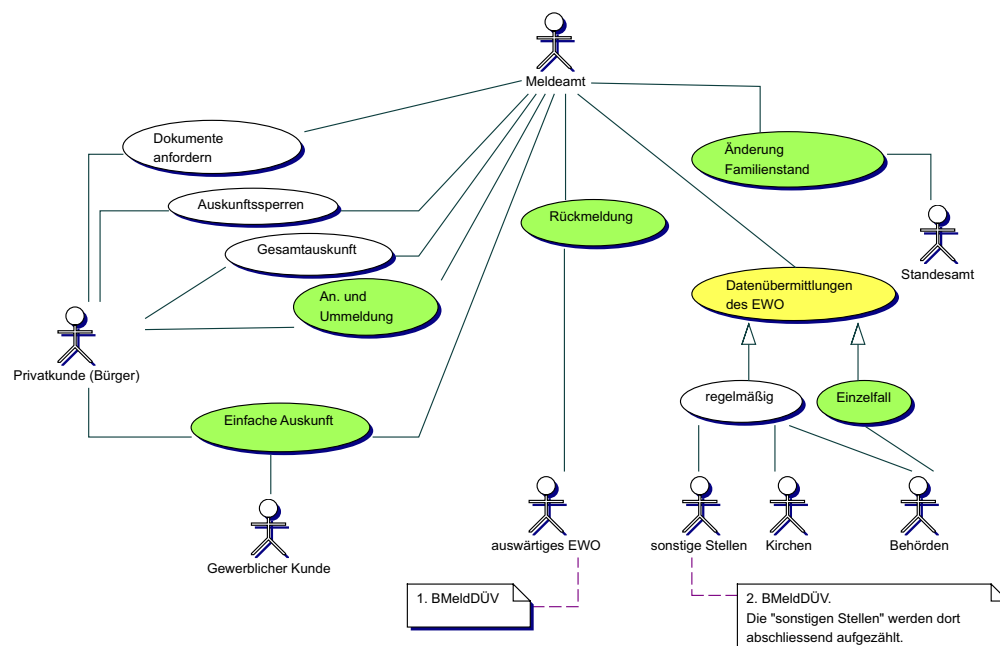 Meldeamt
Dokumente
anfordern
Änderung
Familienstand
Auskunftssperren
Rückmeldung
Gesamtauskunft
Standesamt
An. und
Ummeldung
Datenübermittlungen
des EWO
Privatkunde (Bürger)
regelmäßig
Einzelfall
Einfache Auskunft
auswärtiges EWO
sonstige Stellen
Kirchen
Behörden
Gewerblicher Kunde
1. BMeldDÜV
2. BMeldDÜV.
Die "sonstigen Stellen" werden dort
abschliessend aufgezählt.